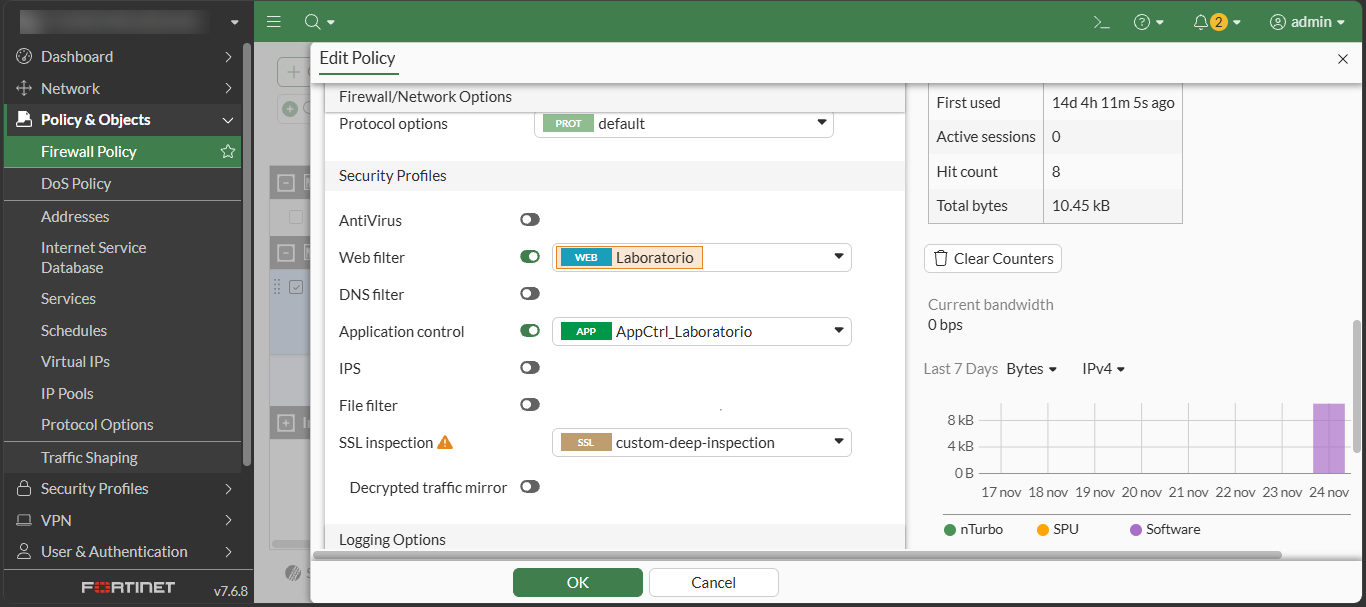 admin
2
Dashboard
Network
Policy & Objects
Firewall Policy
DoS Policy
Addresses
Internet Service
Database
Services
Schedules
Virtual IPs
IP Pools
Protocol Options
Traffic Shaping
Security Profiles
VPN
User & Authentication
FORTINET
v7.6.8
Edit Policy
Firewall/Network Options
Protocol options PROT default
Security Profiles
AntiVirus
Web filter WEB Laboratorio
DNS filter
Application control APP AppCtrl_Laboratorio
IPS
File filter
SSL inspection SSL custom-deep-inspection
Decrypted traffic mirror
Logging Options
First used 14d 4h 11m 5s ago
Active sessions 0
Hit count 8
Total bytes 10.45 kB
Clear Counters
Current bandwidth
0 bps
Last 7 Days Bytes IPv4
8 kB
4 kB
0 B
17 nov 18 nov 19 nov 20 nov 21 nov 22 nov 23 nov 24 nov
nTurbo SPU Software
OK Cancel